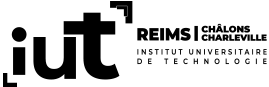 iut
REIMS | CHÂLONS
CHARLEVILLE
INSTITUT UNIVERSITAIRE
DE TECHNOLOGIE